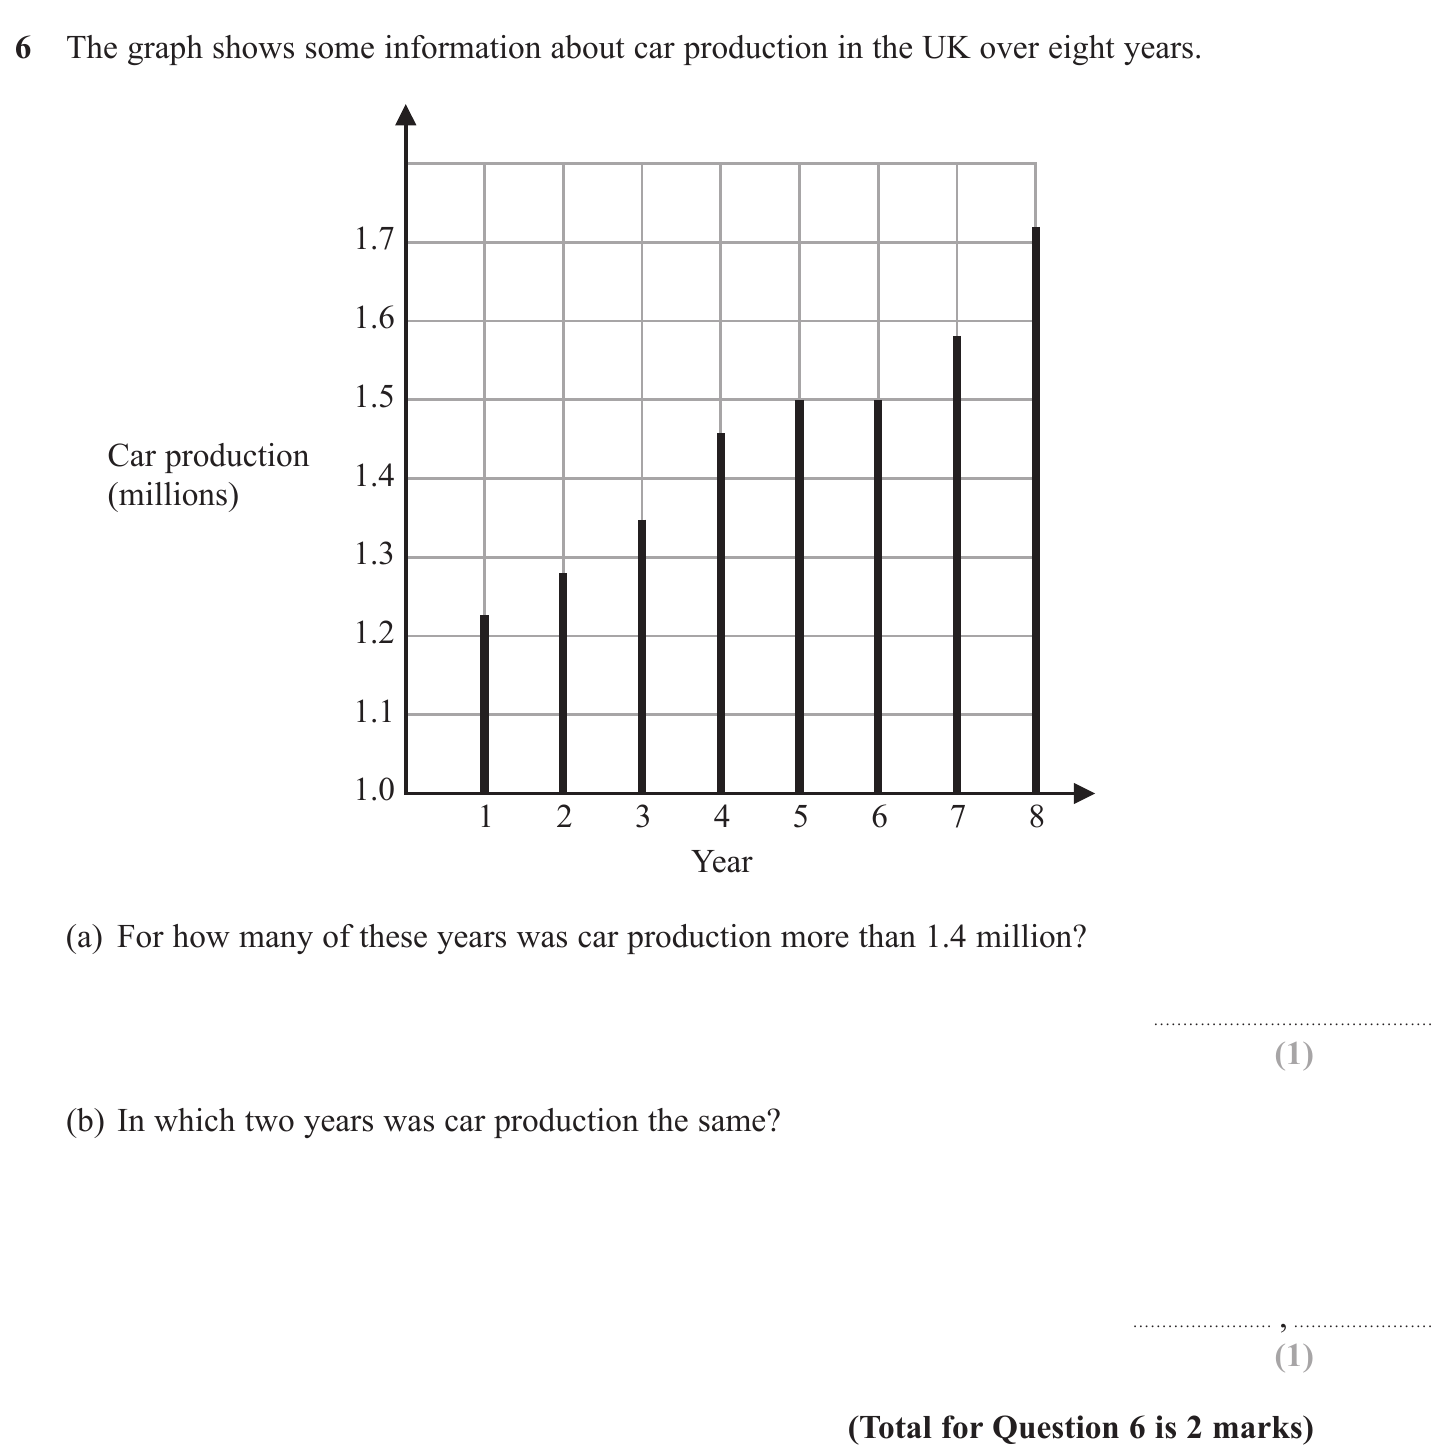 6 The graph shows some information about car production in the UK over eight years.
1.7
1.6
1.5
Car production
(millions)
1.4
1.3
1.2
1.1
1.0
1 2 3 4 5 6 7 8
Year
(a) For how many of these years was car production more than 1.4 million?
(1)
(b) In which two years was car production the same?
,
(1)
(Total for Question 6 is 2 marks)